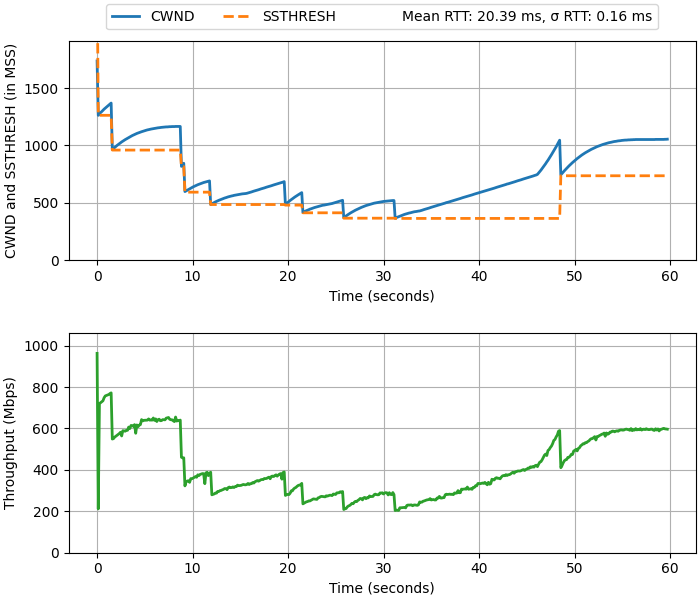 CWND SSTHRESH Mean RTT: 20.39 ms, σ RTT: 0.16 ms
CWND and SSTHRESH (in MSS)
1500
1000
500
0
0 10 20 30 40 50 60
Time (seconds)
Throughput (Mbps)
1000
800
600
400
200
0
0 10 20 30 40 50 60
Time (seconds)